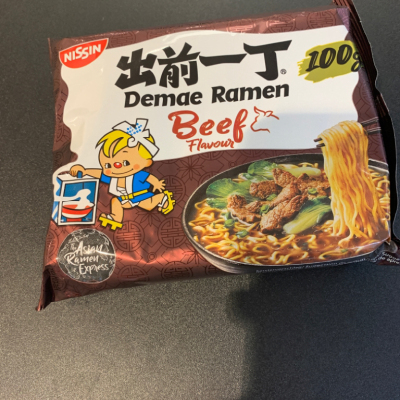 NISSIN
出前一丁®
100g
Demae Ramen
Beef
Flavour
Asian
Ramen
Express